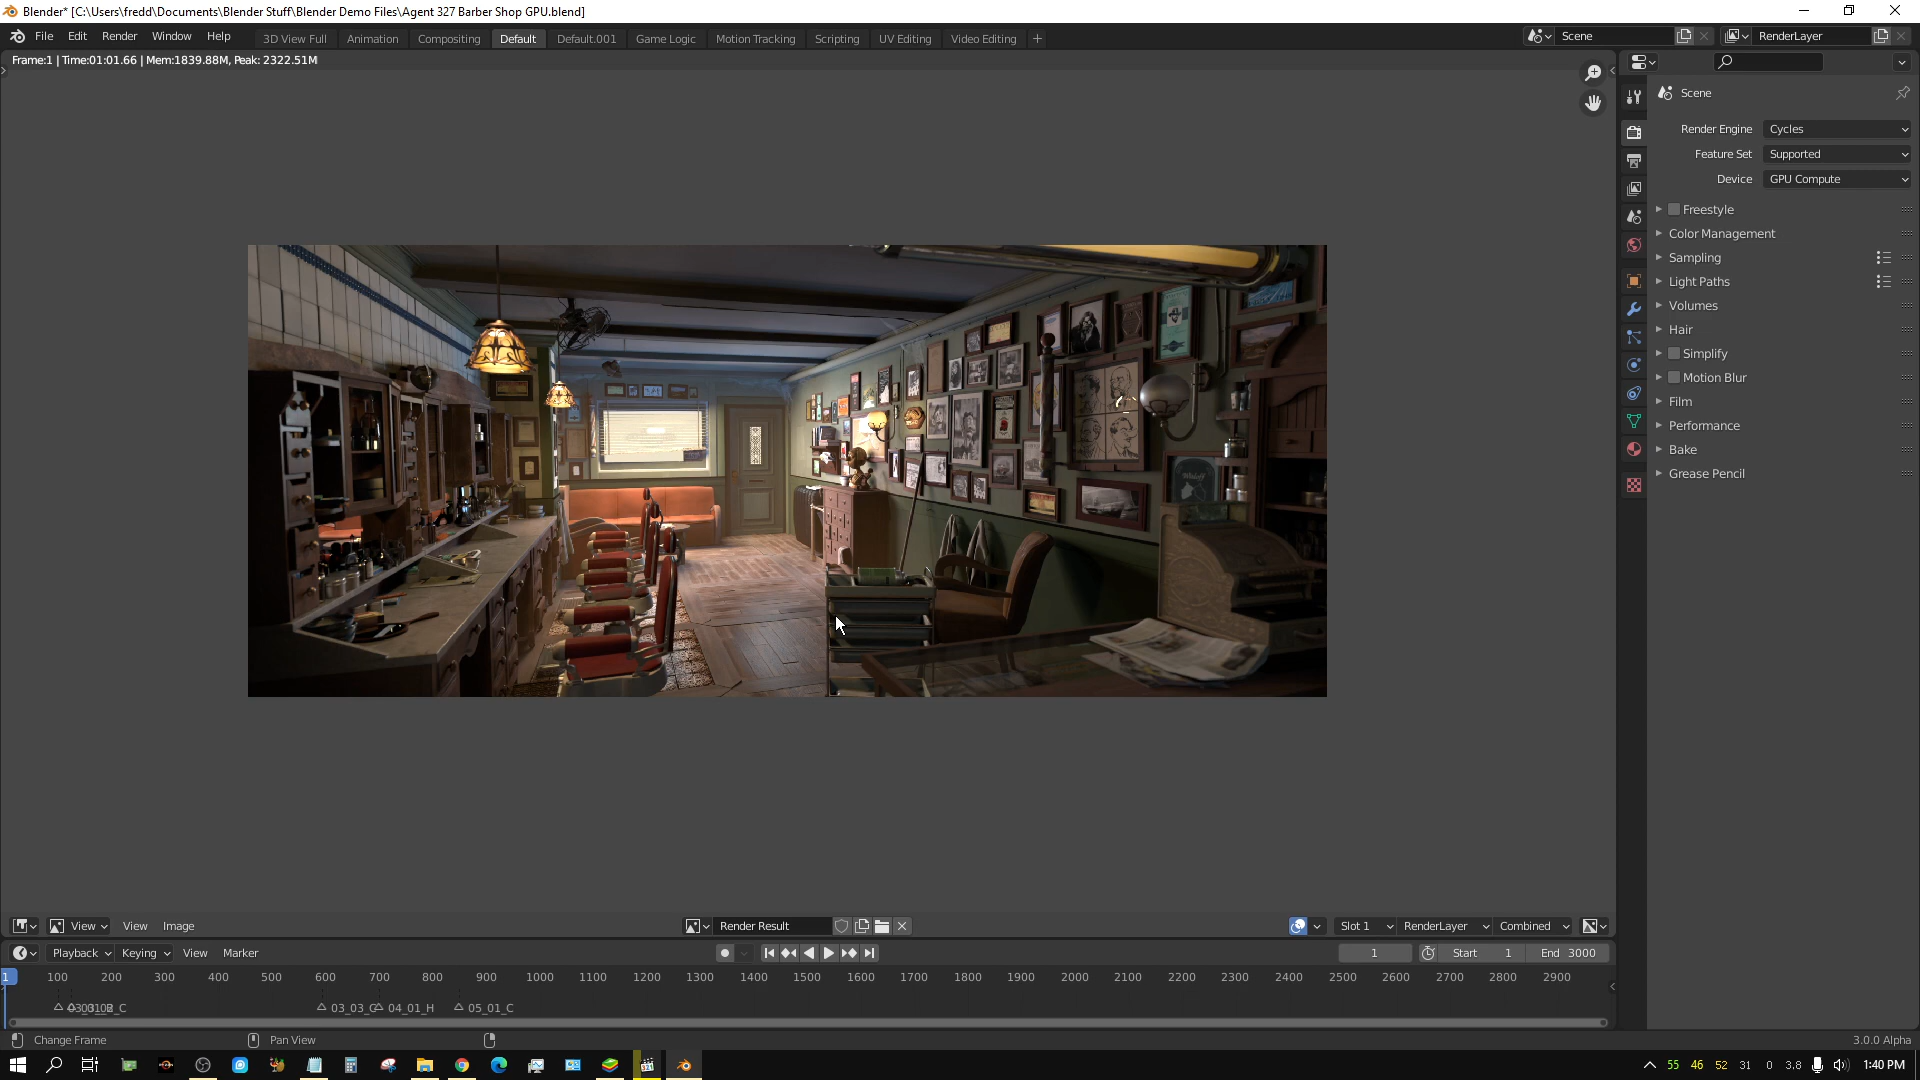 Blender* [C:\Users\fredd\Documents\Blender Stuff\Blender Demo Files\Agent 327 Barber Shop GPU.blend]
File Edit Render Window Help 3D View Full Animation Compositing Default Default.001 Game Logic Motion Tracking Scripting UV Editing Video Editing + Scene RenderLayer
Frame:1 | Time:01:01.66 | Mem:1839.88M, Peak: 2322.51M
Scene
Render Engine Cycles
Feature Set Supported
Device GPU Compute
Freestyle
Color Management
Sampling
Light Paths
Volumes
Hair
Simplify
Motion Blur
Film
Performance
Bake
Grease Pencil
View View Image Render Result Slot 1 RenderLayer Combined
Playback Keying View Marker 1 Start 1 End 3000
1 100 200 300 400 500 600 700 800 900 1000 1100 1200 1300 1400 1500 1600 1700 1800 1900 2000 2100 2200 2300 2400 2500 2600 2700 2800 2900
03_03_C 04_01_H 05_01_C
Change Frame Pan View 3.0.0 Alpha
55 46 52 31 0 3.8 1:40 PM